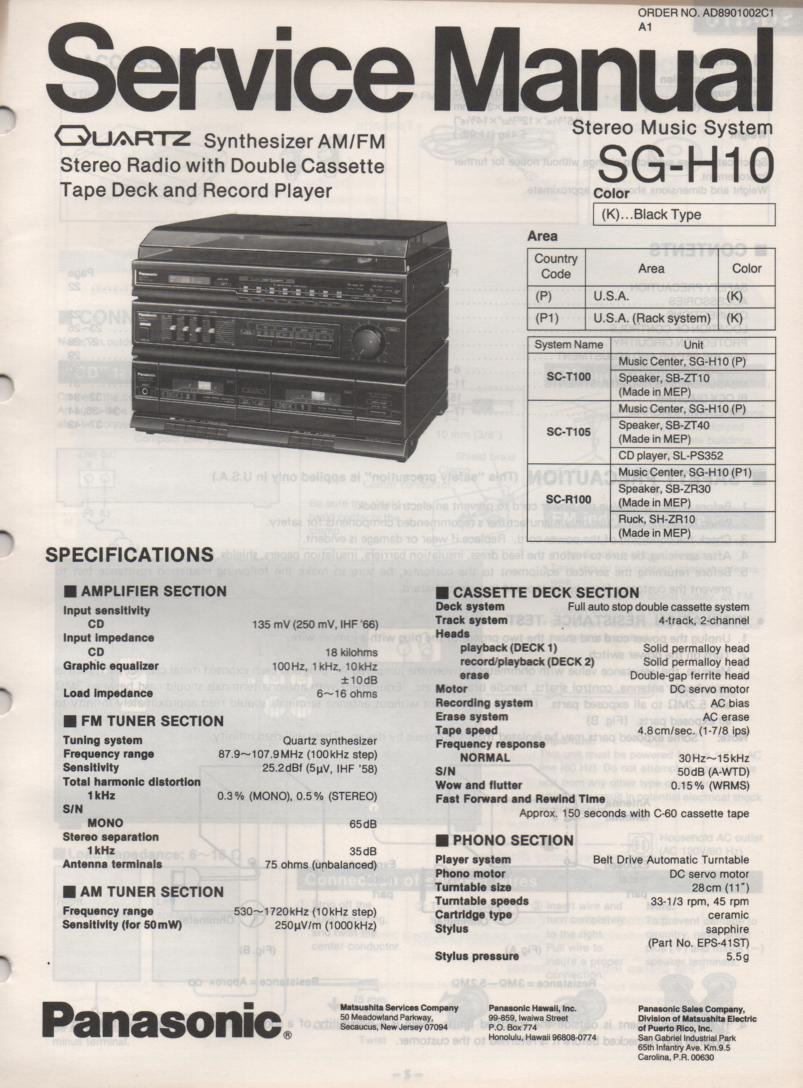 ORDER NO. AD8901002C1
A1
Service Manual
QUARTZ Synthesizer AM/FM
Stereo Radio with Double Cassette
Tape Deck and Record Player
Stereo Music System
SG-H10
Color
(K)...Black Type
Area
Country Code Area Color
(P) U.S.A. (K)
(P1) U.S.A. (Rack system) (K)
System Name Unit
SC-T100 Music Center, SG-H10 (P)
Speaker, SB-ZT10
(Made in MEP)
SC-T105 Music Center, SG-H10 (P)
Speaker, SB-ZT40
(Made in MEP)
CD player, SL-PS352
SC-R100 Music Center, SG-H10 (P1)
Speaker, SB-ZR30
(Made in MEP)
Ruck, SH-ZR10
(Made in MEP)
SPECIFICATIONS
■ AMPLIFIER SECTION
Input sensitivity
CD 135 mV (250 mV, IHF '66)
Input impedance
CD 18 kilohms
Graphic equalizer 100Hz, 1kHz, 10kHz
±10dB
Load impedance 6~16 ohms
■ FM TUNER SECTION
Tuning system Quartz synthesizer
Frequency range 87.9~107.9MHz (100kHz step)
Sensitivity 25.2dBf (5μV, IHF '58)
Total harmonic distortion
1kHz 0.3% (MONO), 0.5% (STEREO)
S/N
MONO 65dB
Stereo separation
1kHz 35dB
Antenna terminals 75 ohms (unbalanced)
■ AM TUNER SECTION
Frequency range 530~1720kHz (10kHz step)
Sensitivity (for 50mW) 250μV/m (1000kHz)
■ CASSETTE DECK SECTION
Deck system Full auto stop double cassette system
Track system 4-track, 2-channel
Heads
playback (DECK 1) Solid permalloy head
record/playback (DECK 2) Solid permalloy head
erase Double-gap ferrite head
Motor DC servo motor
Recording system AC bias
Erase system AC erase
Tape speed 4.8cm/sec. (1-7/8 ips)
Frequency response
NORMAL 30Hz~15kHz
S/N 50dB (A-WTD)
Wow and flutter 0.15% (WRMS)
Fast Forward and Rewind Time
Approx. 150 seconds with C-60 cassette tape
■ PHONO SECTION
Player system Belt Drive Automatic Turntable
Phono motor DC servo motor
Turntable size 28cm (11")
Turntable speeds 33-1/3 rpm, 45 rpm
Cartridge type ceramic
Stylus sapphire
(Part No. EPS-41ST)
Stylus pressure 5.5g
Panasonic®
Matsushita Services Company
50 Meadowland Parkway,
Secaucus, New Jersey 07094
Panasonic Hawaii, Inc.
99-859, Iwaiwa Street
P.O. Box 774
Honolulu, Hawaii 96808-0774
Panasonic Sales Company,
Division of Matsushita Electric
of Puerto Rico, Inc.
San Gabriel Industrial Park
65th Infantry Ave. Km.9.5
Carolina, P.R. 00630